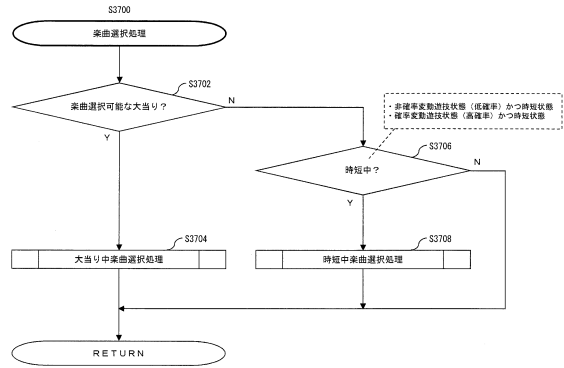 S3700
楽曲選択処理
S3702
楽曲選択可能な大当り？
N
Y
・非確率変動遊技状態（低確率）かつ時短状態
・確率変動遊技状態（高確率）かつ時短状態
S3706
時短中？
N
Y
S3704
大当り中楽曲選択処理
S3708
時短中楽曲選択処理
RETURN